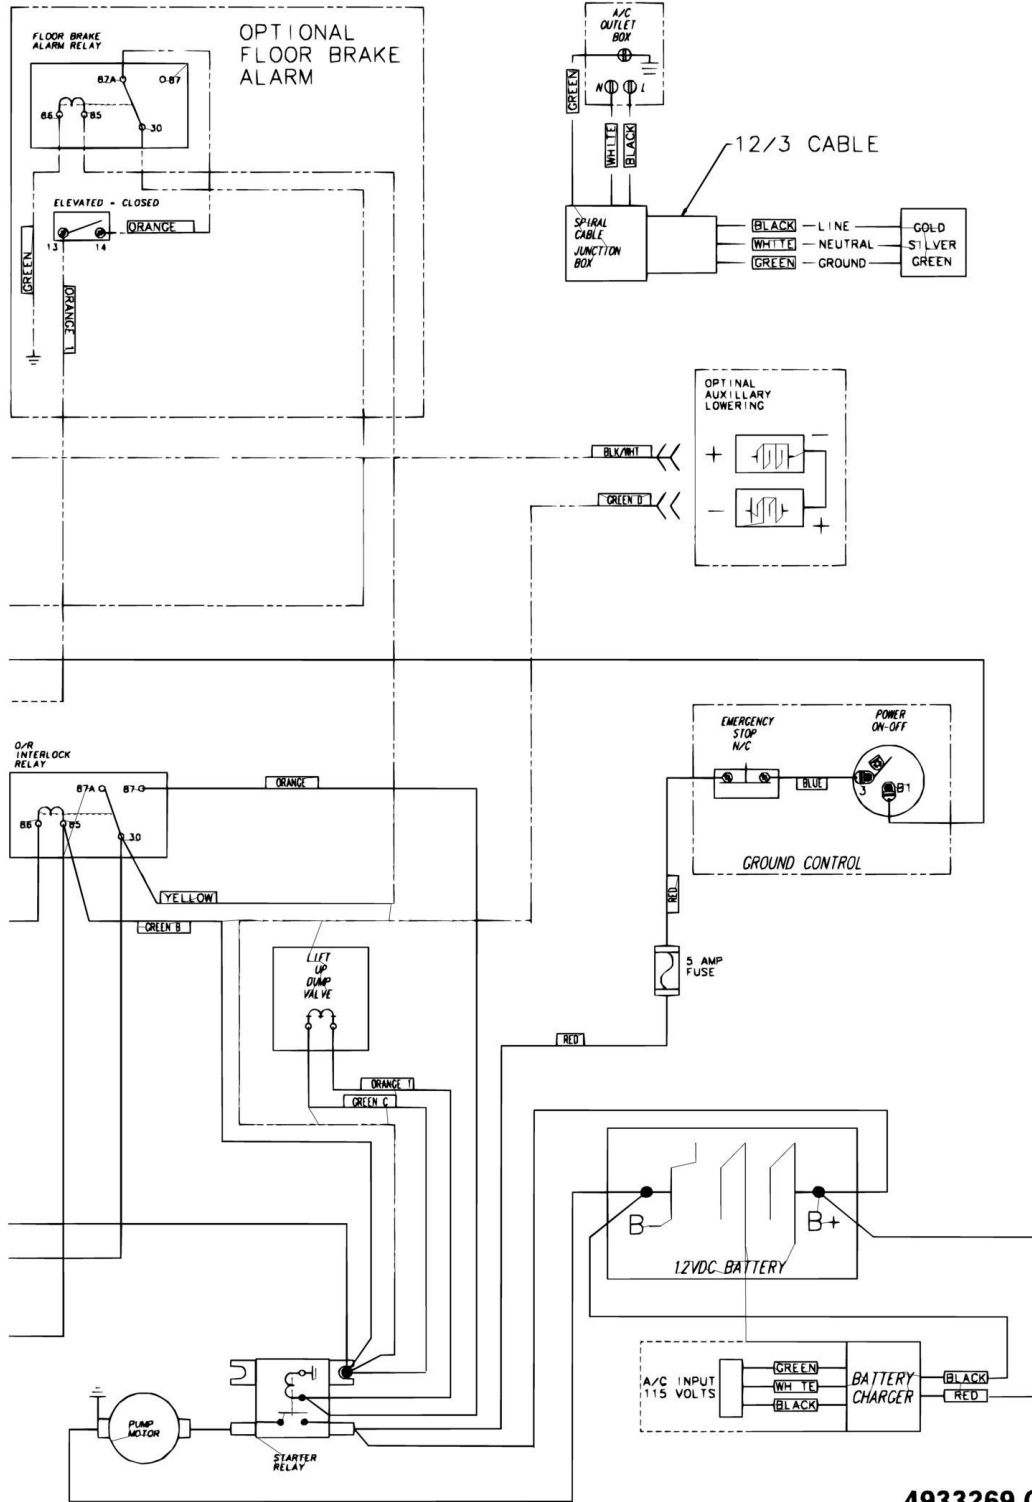 FLOOR BRAKE
ALARM RELAY
OPTIONAL
FLOOR BRAKE
ALARM
87A
87
86
85
30
ELEVATED - CLOSED
13
14
ORANGE
GREEN
ORANGE 1
A/C
OUTLET
BOX
N
L
GREEN
WHITE
BLACK
12/3 CABLE
SPIRAL
CABLE
JUNCTION
BOX
BLACK
LINE
GOLD
WHITE
NEUTRAL
SILVER
GREEN
GROUND
GREEN
OPTINAL
AUXILLARY
LOWERING
BLK/WHT
+
−
GREEN D
−
+
O/R
INTERLOCK
RELAY
87A
87
86
85
30
ORANGE
YELLOW
GREEN B
EMERGENCY
STOP
N/C
POWER
ON-OFF
BLUE
3
B1
GROUND CONTROL
RED
5 AMP
FUSE
RED
LIFT
UP
DUMP
VALVE
ORANGE 1
GREEN C
B-
B+
12VDC BATTERY
A/C INPUT
115 VOLTS
GREEN
WH TE
BLACK
BATTERY
CHARGER
BLACK
RED
PUMP
MOTOR
STARTER
RELAY